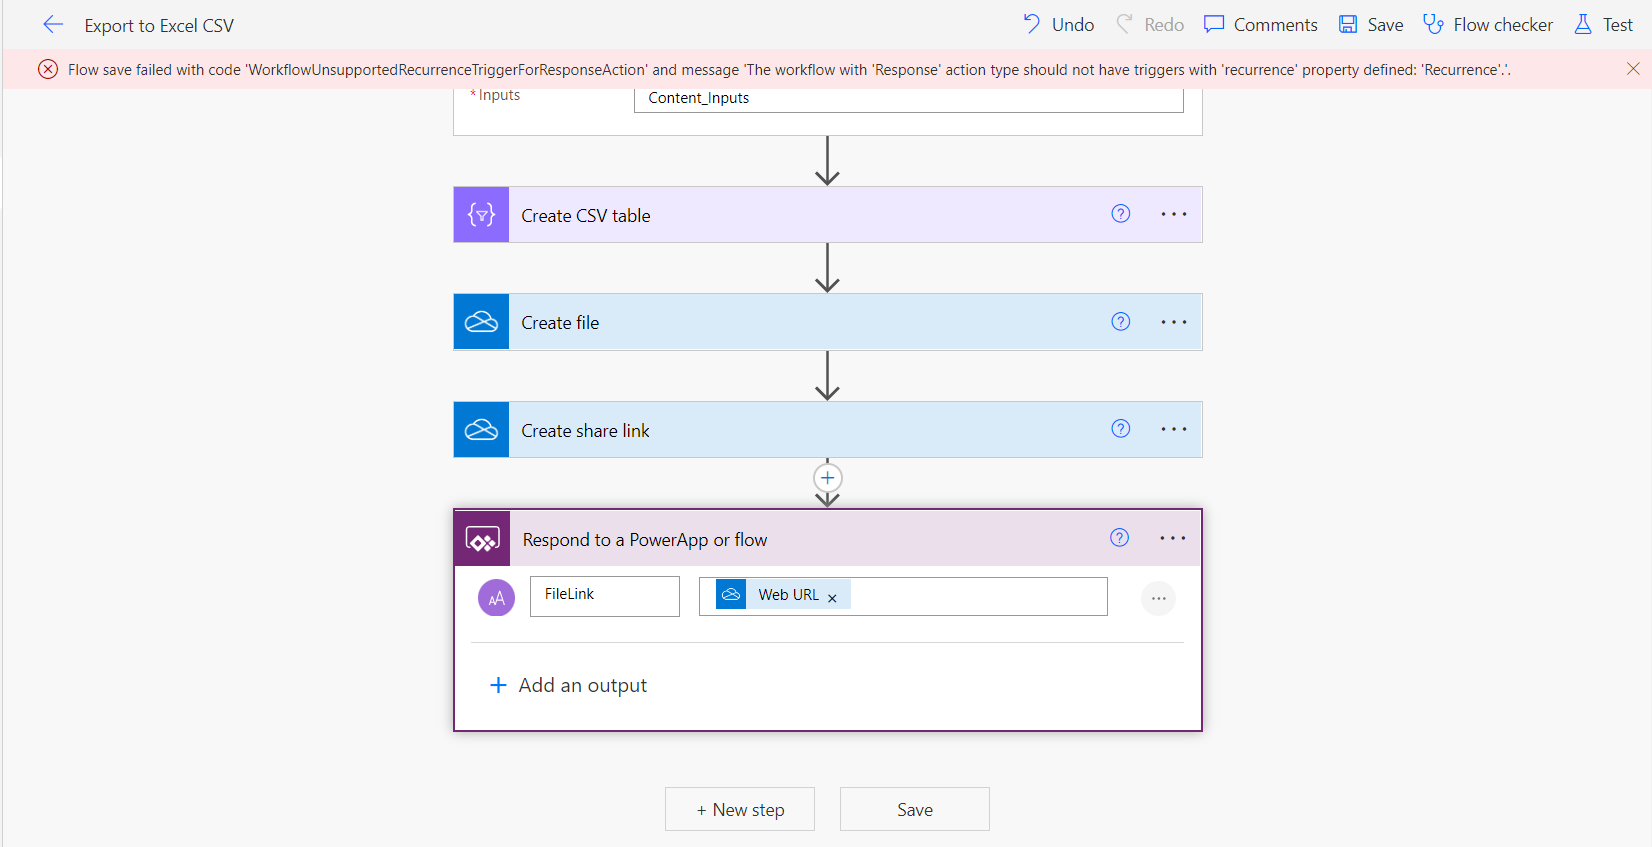 Export to Excel CSV
Undo Redo Comments Save Flow checker Test
Flow save failed with code 'WorkflowUnsupportedRecurrenceTriggerForResponseAction' and message 'The workflow with 'Response' action type should not have triggers with 'recurrence' property defined: 'Recurrence'.'.
*Inputs Content_Inputs
Create CSV table ? ...
Create file ? ...
Create share link ? ...
+
Respond to a PowerApp or flow ? ...
AA FileLink Web URL × ...
+ Add an output
+ New step Save